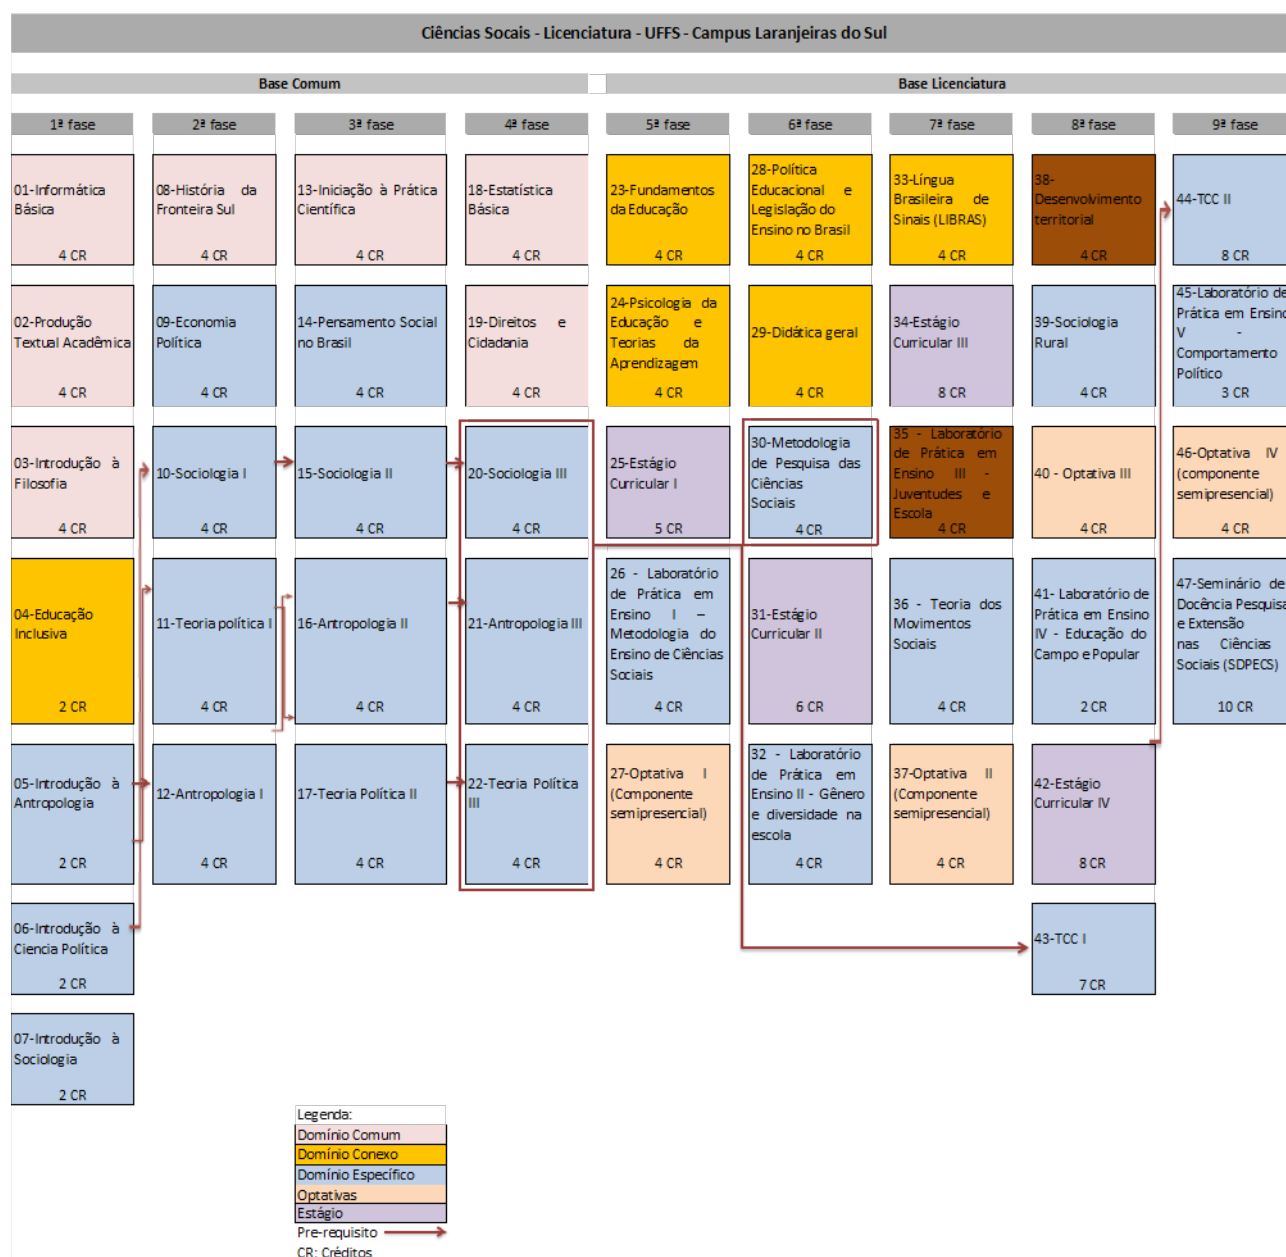 Ciências Socais - Licenciatura - UFFS - Campus Laranjeiras do Sul
Base Comum
Base Licenciatura
1ª fase
2ª fase
3ª fase
4ª fase
5ª fase
6ª fase
7ª fase
8ª fase
9ª fase
01-Informática
Básica
4 CR
08-História da
Fronteira Sul
4 CR
13-Iniciação à Prática
Científica
4 CR
18-Estatística
Básica
4 CR
23-Fundamentos
da Educação
4 CR
28-Política
Educacional e
Legislação do
Ensino no Brasil
4 CR
33-Língua
Brasileira de
Sinais (LIBRAS)
4 CR
38-
Desenvolvimento
territorial
4 CR
44-TCC II
8 CR
02-Produção
Textual Acadêmica
4 CR
09-Economia
Política
4 CR
14-Pensamento Social
no Brasil
4 CR
19-Direitos e
Cidadania
4 CR
24-Psicologia da
Educação e
Teorias da
Aprendizagem
4 CR
29-Didática geral
4 CR
34-Estágio
Curricular III
8 CR
39-Sociologia
Rural
4 CR
45-Laboratório de
Prática em Ensino
V -
Comportamento
Político
3 CR
03-Introdução à
Filosofia
4 CR
10-Sociologia I
4 CR
15-Sociologia II
4 CR
20-Sociologia III
4 CR
25-Estágio
Curricular I
5 CR
30-Metodologia
de Pesquisa das
Ciências
Sociais
4 CR
35 - Laboratório
de Prática em
Ensino III -
Juventudes e
Escola
4 CR
40 - Optativa III
4 CR
46-Optativa IV
(componente
semipresencial)
4 CR
04-Educação
Inclusiva
2 CR
11-Teoria política I
4 CR
16-Antropologia II
4 CR
21-Antropologia III
4 CR
26 - Laboratório
de Prática em
Ensino I –
Metodologia do
Ensino de Ciências
Sociais
4 CR
31-Estágio
Curricular II
6 CR
36 - Teoria dos
Movimentos
Sociais
4 CR
41- Laboratório de
Prática em Ensino
IV - Educação do
Campo e Popular
2 CR
47-Seminário de
Docência Pesquisa
e Extensão
nas Ciências
Sociais (SDPECS)
10 CR
05-Introdução à
Antropologia
2 CR
12-Antropologia I
4 CR
17-Teoria Política II
4 CR
22-Teoria Política
III
4 CR
27-Optativa I
(Componente
semipresencial)
4 CR
32 - Laboratório
de Prática em
Ensino II - Gênero
e diversidade na
escola
4 CR
37-Optativa II
(Componente
semipresencial)
4 CR
42-Estágio
Curricular IV
8 CR
06-Introdução à
Ciencia Política
2 CR
43-TCC I
7 CR
07-Introdução à
Sociologia
2 CR
Legenda:
Domínio Comum
Domínio Conexo
Domínio Específico
Optativas
Estágio
Pre-requisito
CR: Créditos